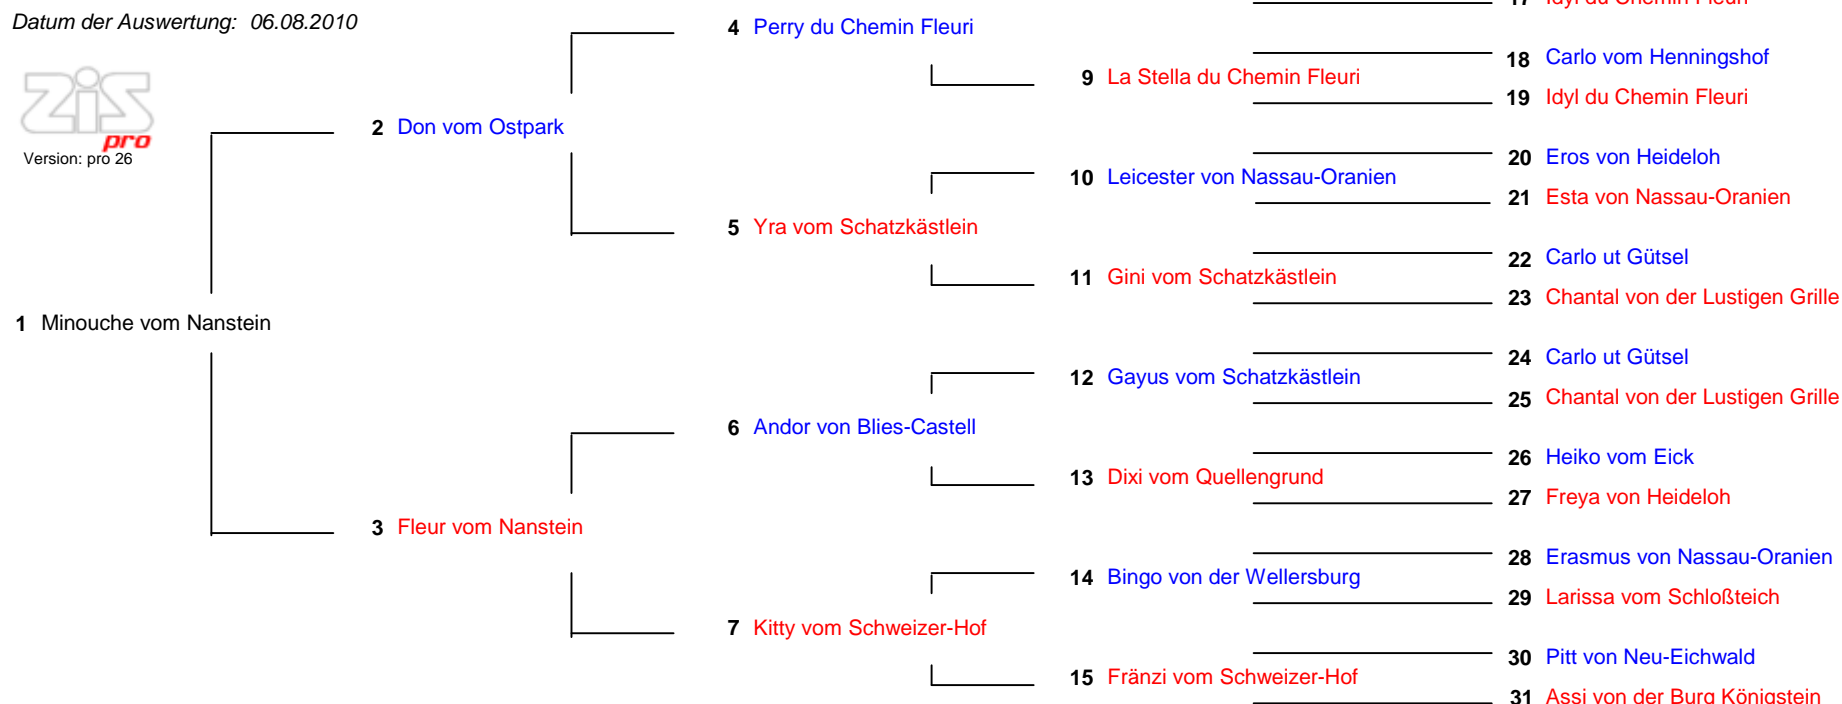 17 Idyl du Chemin Fleuri
Datum der Auswertung: 06.08.2010
4 Perry du Chemin Fleuri
18 Carlo vom Henningshof
9 La Stella du Chemin Fleuri
19 Idyl du Chemin Fleuri
ZiS
pro
Version: pro 26
2 Don vom Ostpark
20 Eros von Heideloh
10 Leicester von Nassau-Oranien
21 Esta von Nassau-Oranien
5 Yra vom Schatzkästlein
22 Carlo ut Gütsel
11 Gini vom Schatzkästlein
23 Chantal von der Lustigen Grille
1 Minouche vom Nanstein
24 Carlo ut Gütsel
12 Gayus vom Schatzkästlein
25 Chantal von der Lustigen Grille
6 Andor von Blies-Castell
26 Heiko vom Eick
13 Dixi vom Quellengrund
27 Freya von Heideloh
3 Fleur vom Nanstein
28 Erasmus von Nassau-Oranien
14 Bingo von der Wellersburg
29 Larissa vom Schloßteich
7 Kitty vom Schweizer-Hof
30 Pitt von Neu-Eichwald
15 Fränzi vom Schweizer-Hof
31 Assi von der Burg Königstein